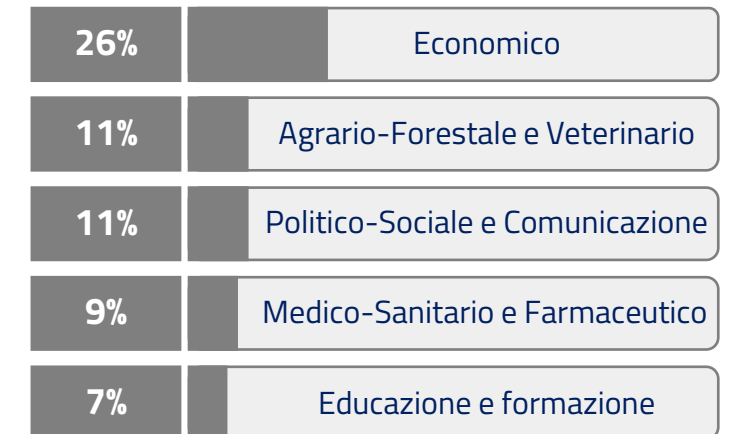 26% Economico
11% Agrario-Forestale e Veterinario
11% Politico-Sociale e Comunicazione
9% Medico-Sanitario e Farmaceutico
7% Educazione e formazione